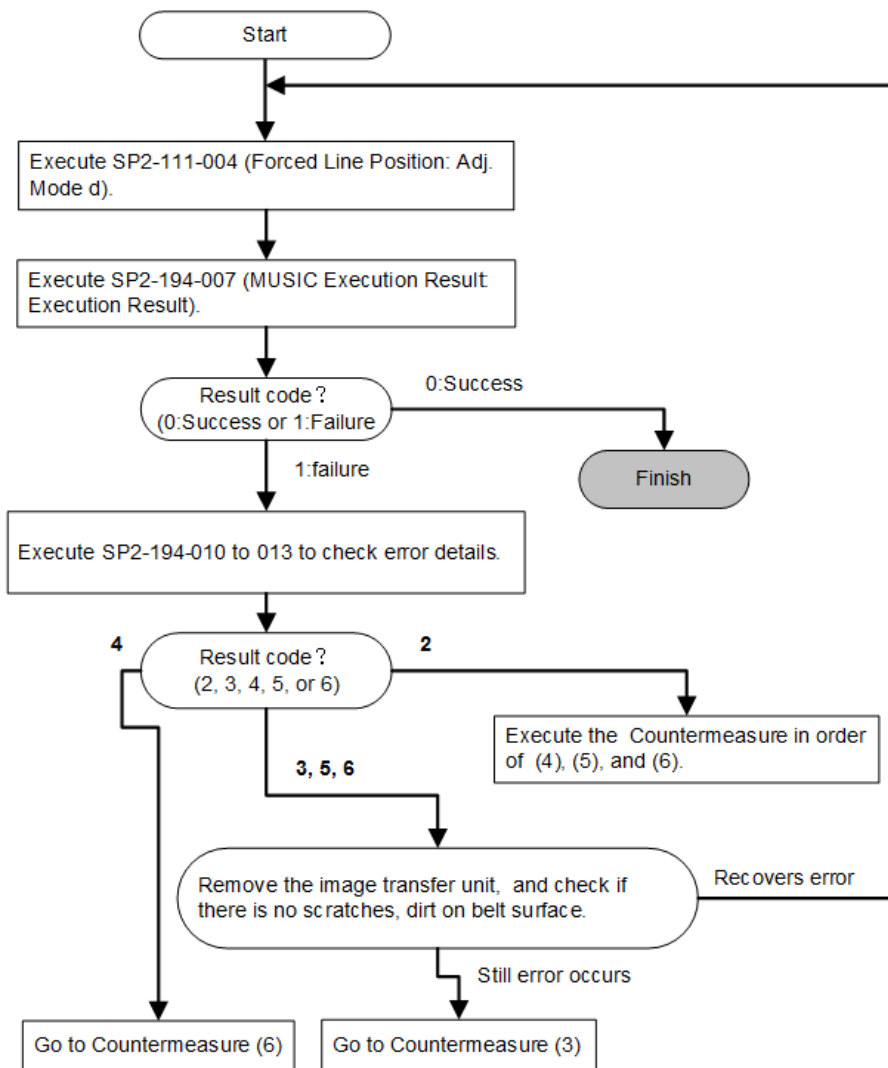 Start
Execute SP2-111-004 (Forced Line Position: Adj.
Mode d).
Execute SP2-194-007 (MUSIC Execution Result:
Execution Result).
Result code?
(0:Success or 1:Failure
0:Success
1:failure
Finish
Execute SP2-194-010 to 013 to check error details.
4
Result code?
(2, 3, 4, 5, or 6)
2
Execute the Countermeasure in order
of (4), (5), and (6).
3, 5, 6
Remove the image transfer unit, and check if
there is no scratches, dirt on belt surface.
Recovers error
Still error occurs
Go to Countermeasure (6)
Go to Countermeasure (3)